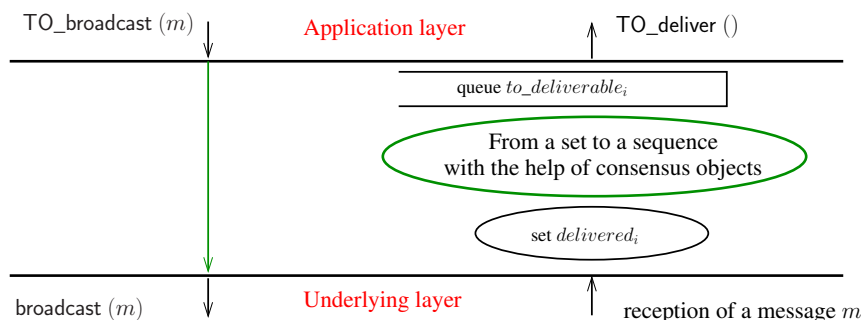 TO_broadcast (m)
Application layer
TO_deliver ()
queue to_deliverable_i
From a set to a sequence
with the help of consensus objects
set delivered_i
broadcast (m)
Underlying layer
reception of a message m